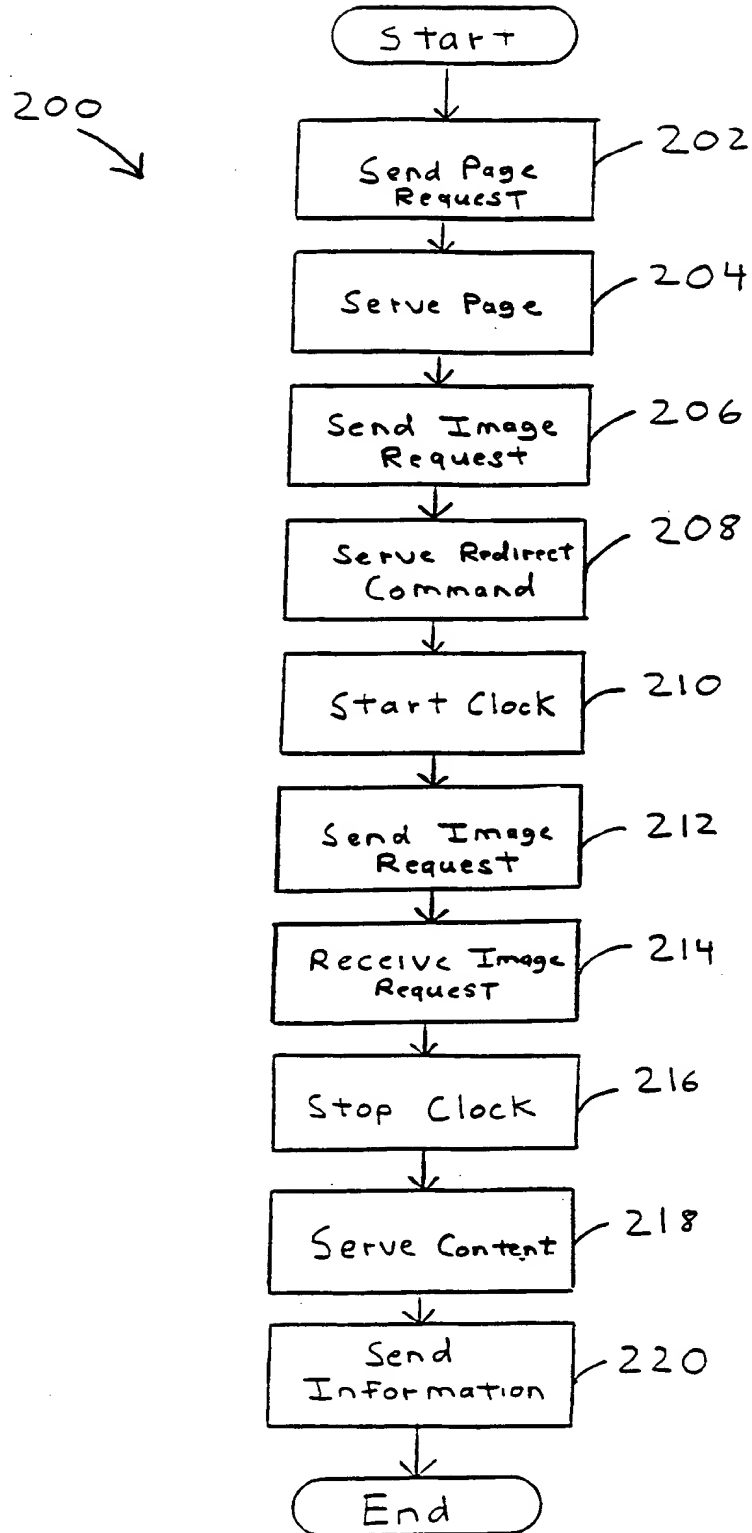 Start
200
202
Send Page
Request
204
Serve Page
206
Send Image
Request
208
Serve Redirect
Command
210
Start Clock
212
Send Image
Request
214
Receive Image
Request
216
Stop Clock
218
Serve Content
220
Send
Information
End